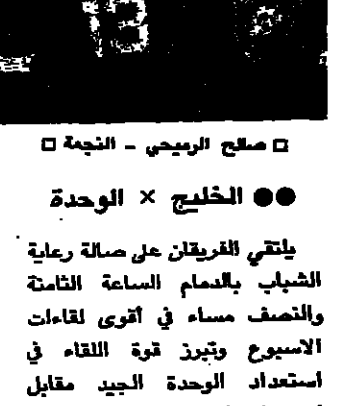 □ صالح الرميحي - النجمة □
●● الخليج × الوحدة
يلتقي الفريقان على صالة رعاية
الشباب بالدمام الساعة الثامنة
والنصف مساء في أقوى لقاءات
الاسبوع وتبرز قوة اللقاء في
استعداد الوحدة الجيد مقابل